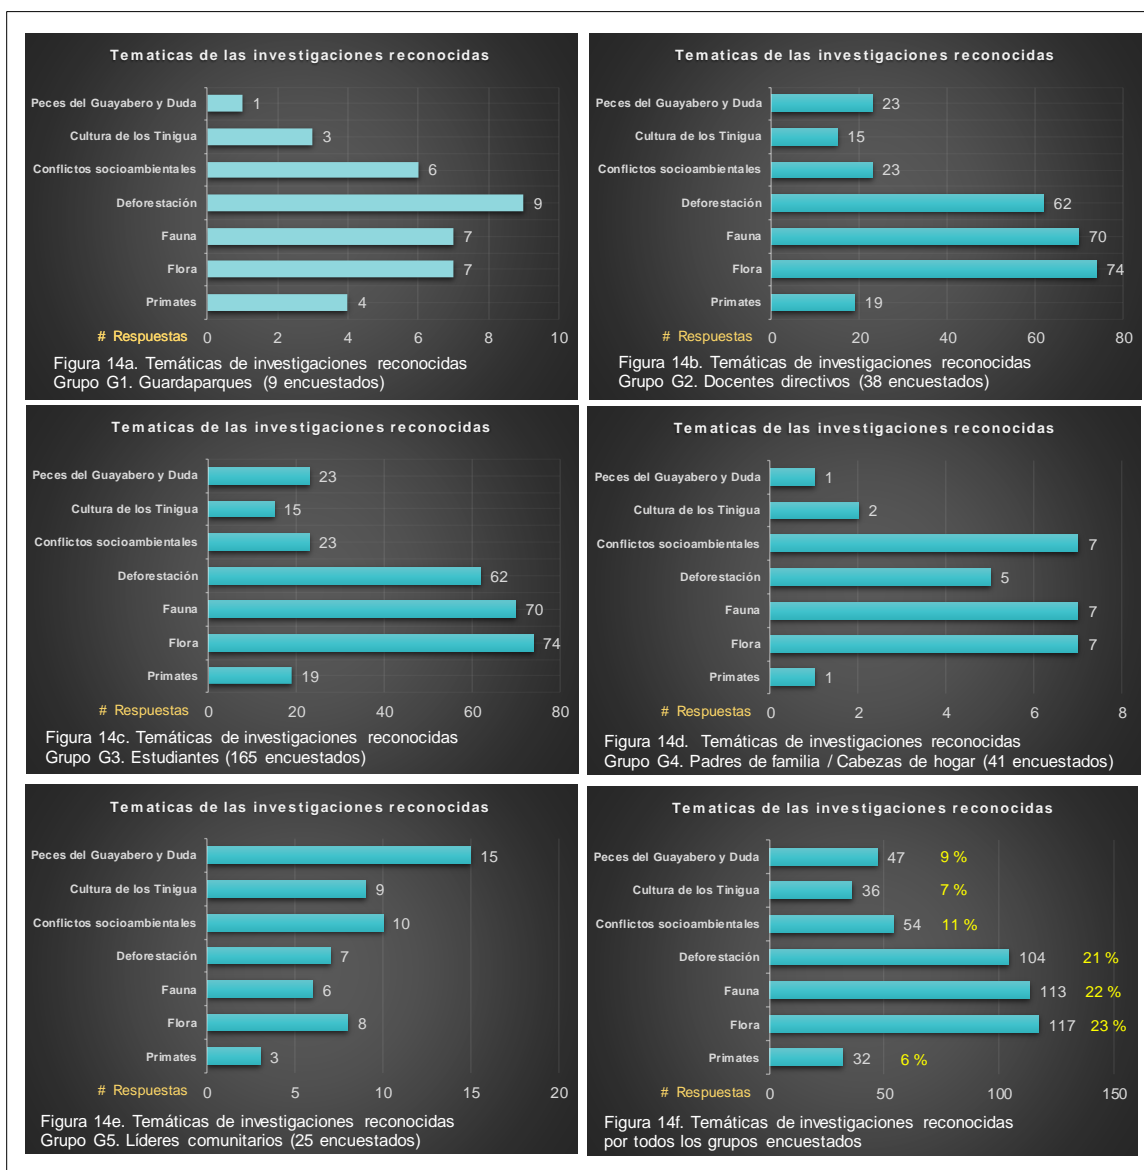 Tematicas de las investigaciones reconocidas
Peces del Guayabero y Duda 1
Cultura de los Tinigua 3
Conflictos socioambientales 6
Deforestación 9
Fauna 7
Flora 7
Primates 4
# Respuestas 0 2 4 6 8 10
Figura 14a. Temáticas de investigaciones reconocidas
Grupo G1. Guardaparques (9 encuestados)
Tematicas de las investigaciones reconocidas
Peces del Guayabero y Duda 23
Cultura de los Tinigua 15
Conflictos socioambientales 23
Deforestación 62
Fauna 70
Flora 74
Primates 19
# Respuestas 0 20 40 60 80
Figura 14b. Temáticas de investigaciones reconocidas
Grupo G2. Docentes directivos (38 encuestados)
Tematicas de las investigaciones reconocidas
Peces del Guayabero y Duda 23
Cultura de los Tinigua 15
Conflictos socioambientales 23
Deforestación 62
Fauna 70
Flora 74
Primates 19
# Respuestas 0 20 40 60 80
Figura 14c. Temáticas de investigaciones reconocidas
Grupo G3. Estudiantes (165 encuestados)
Tematicas de las investigaciones reconocidas
Peces del Guayabero y Duda 1
Cultura de los Tinigua 2
Conflictos socioambientales 7
Deforestación 5
Fauna 7
Flora 7
Primates 1
# Respuestas 0 2 4 6 8
Figura 14d. Temáticas de investigaciones reconocidas
Grupo G4. Padres de familia / Cabezas de hogar (41 encuestados)
Tematicas de las investigaciones reconocidas
Peces del Guayabero y Duda 15
Cultura de los Tinigua 9
Conflictos socioambientales 10
Deforestación 7
Fauna 6
Flora 8
Primates 3
# Respuestas 0 5 10 15 20
Figura 14e. Temáticas de investigaciones reconocidas
Grupo G5. Líderes comunitarios (25 encuestados)
Tematicas de las investigaciones reconocidas
Peces del Guayabero y Duda 47 9 %
Cultura de los Tinigua 36 7 %
Conflictos socioambientales 54 11 %
Deforestación 104 21 %
Fauna 113 22 %
Flora 117 23 %
Primates 32 6 %
# Respuestas 0 50 100 150
Figura 14f. Temáticas de investigaciones reconocidas
por todos los grupos encuestados